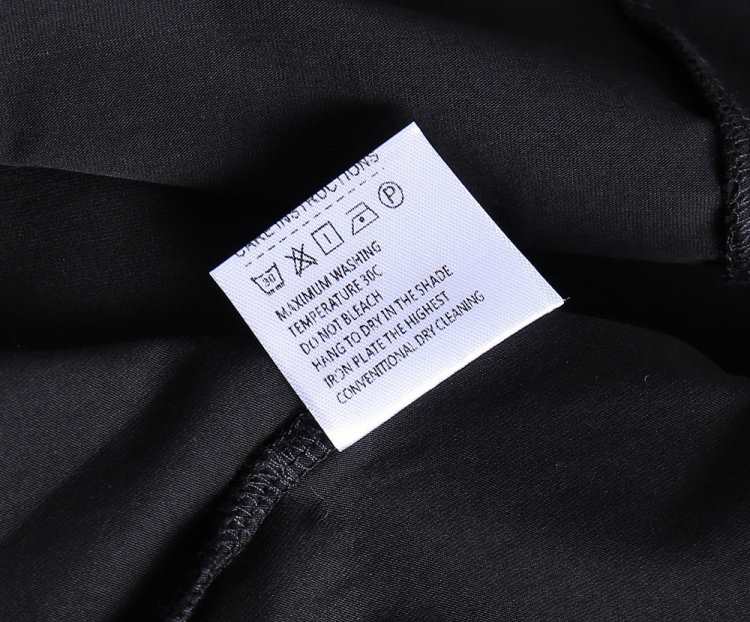 CARE INSTRUCTIONS
30 P
MAXIMUM WASHING
TEMPERATURE 30C
DO NOT BLEACH
HANG TO DRY IN THE SHADE
IRON PLATE THE HIGHEST
CONVENTIONAL DRY CLEANING